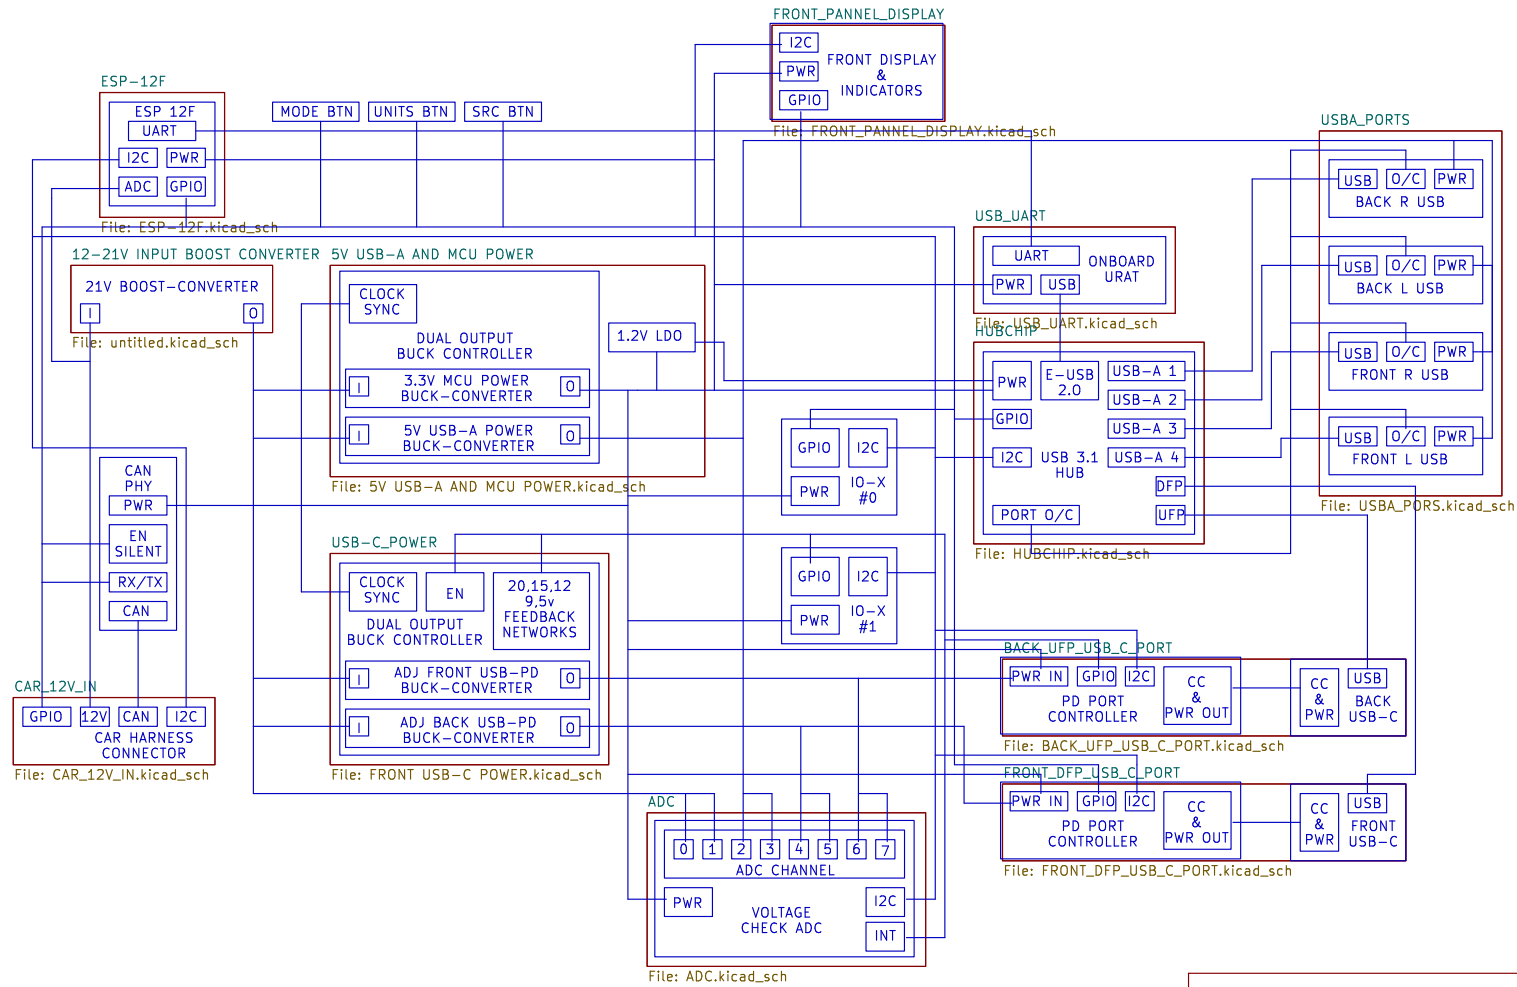 FRONT_PANNEL_DISPLAY
I2C
PWR
GPIO
FRONT DISPLAY
&
INDICATORS
File: FRONT_PANNEL_DISPLAY.kicad_sch
ESP-12F
ESP 12F
UART
I2C
PWR
ADC
GPIO
File: ESP-12F.kicad_sch
MODE BTN
UNITS BTN
SRC BTN
USBA_PORTS
USB
O/C
PWR
BACK R USB
USB
O/C
PWR
BACK L USB
USB
O/C
PWR
FRONT R USB
USB
O/C
PWR
FRONT L USB
File: USBA_PORS.kicad_sch
USB_UART
UART
PWR
USB
ONBOARD
URAT
File: USB_UART.kicad_sch
12-21V INPUT BOOST CONVERTER
21V BOOST-CONVERTER
I
O
File: untitled.kicad_sch
5V USB-A AND MCU POWER
CLOCK
SYNC
DUAL OUTPUT
BUCK CONTROLLER
I
3.3V MCU POWER
BUCK-CONVERTER
O
I
5V USB-A POWER
BUCK-CONVERTER
O
1.2V LDO
File: 5V USB-A AND MCU POWER.kicad_sch
HUBCHIP
PWR
E-USB
2.0
USB-A 1
USB-A 2
GPIO
USB-A 3
I2C
USB 3.1
HUB
USB-A 4
DFP
PORT O/C
UFP
File: HUBCHIP.kicad_sch
GPIO
I2C
PWR
IO-X
#0
GPIO
I2C
PWR
IO-X
#1
CAN
PHY
PWR
EN
SILENT
RX/TX
CAN
USB-C_POWER
CLOCK
SYNC
EN
20,15,12
9,5v
FEEDBACK
NETWORKS
DUAL OUTPUT
BUCK CONTROLLER
I
ADJ FRONT USB-PD
BUCK-CONVERTER
O
I
ADJ BACK USB-PD
BUCK-CONVERTER
O
File: FRONT USB-C POWER.kicad_sch
CAR_12V_IN
GPIO
12V
CAN
I2C
CAR HARNESS
CONNECTOR
File: CAR_12V_IN.kicad_sch
BACK_UFP_USB_C_PORT
PWR IN
GPIO
I2C
PD PORT
CONTROLLER
CC
&
PWR OUT
CC
&
PWR
USB
BACK
USB-C
File: BACK_UFP_USB_C_PORT.kicad_sch
FRONT_DFP_USB_C_PORT
PWR IN
GPIO
I2C
PD PORT
CONTROLLER
CC
&
PWR OUT
CC
&
PWR
USB
FRONT
USB-C
File: FRONT_DFP_USB_C_PORT.kicad_sch
ADC
0
1
2
3
4
5
6
7
ADC CHANNEL
PWR
VOLTAGE
CHECK ADC
I2C
INT
File: ADC.kicad_sch